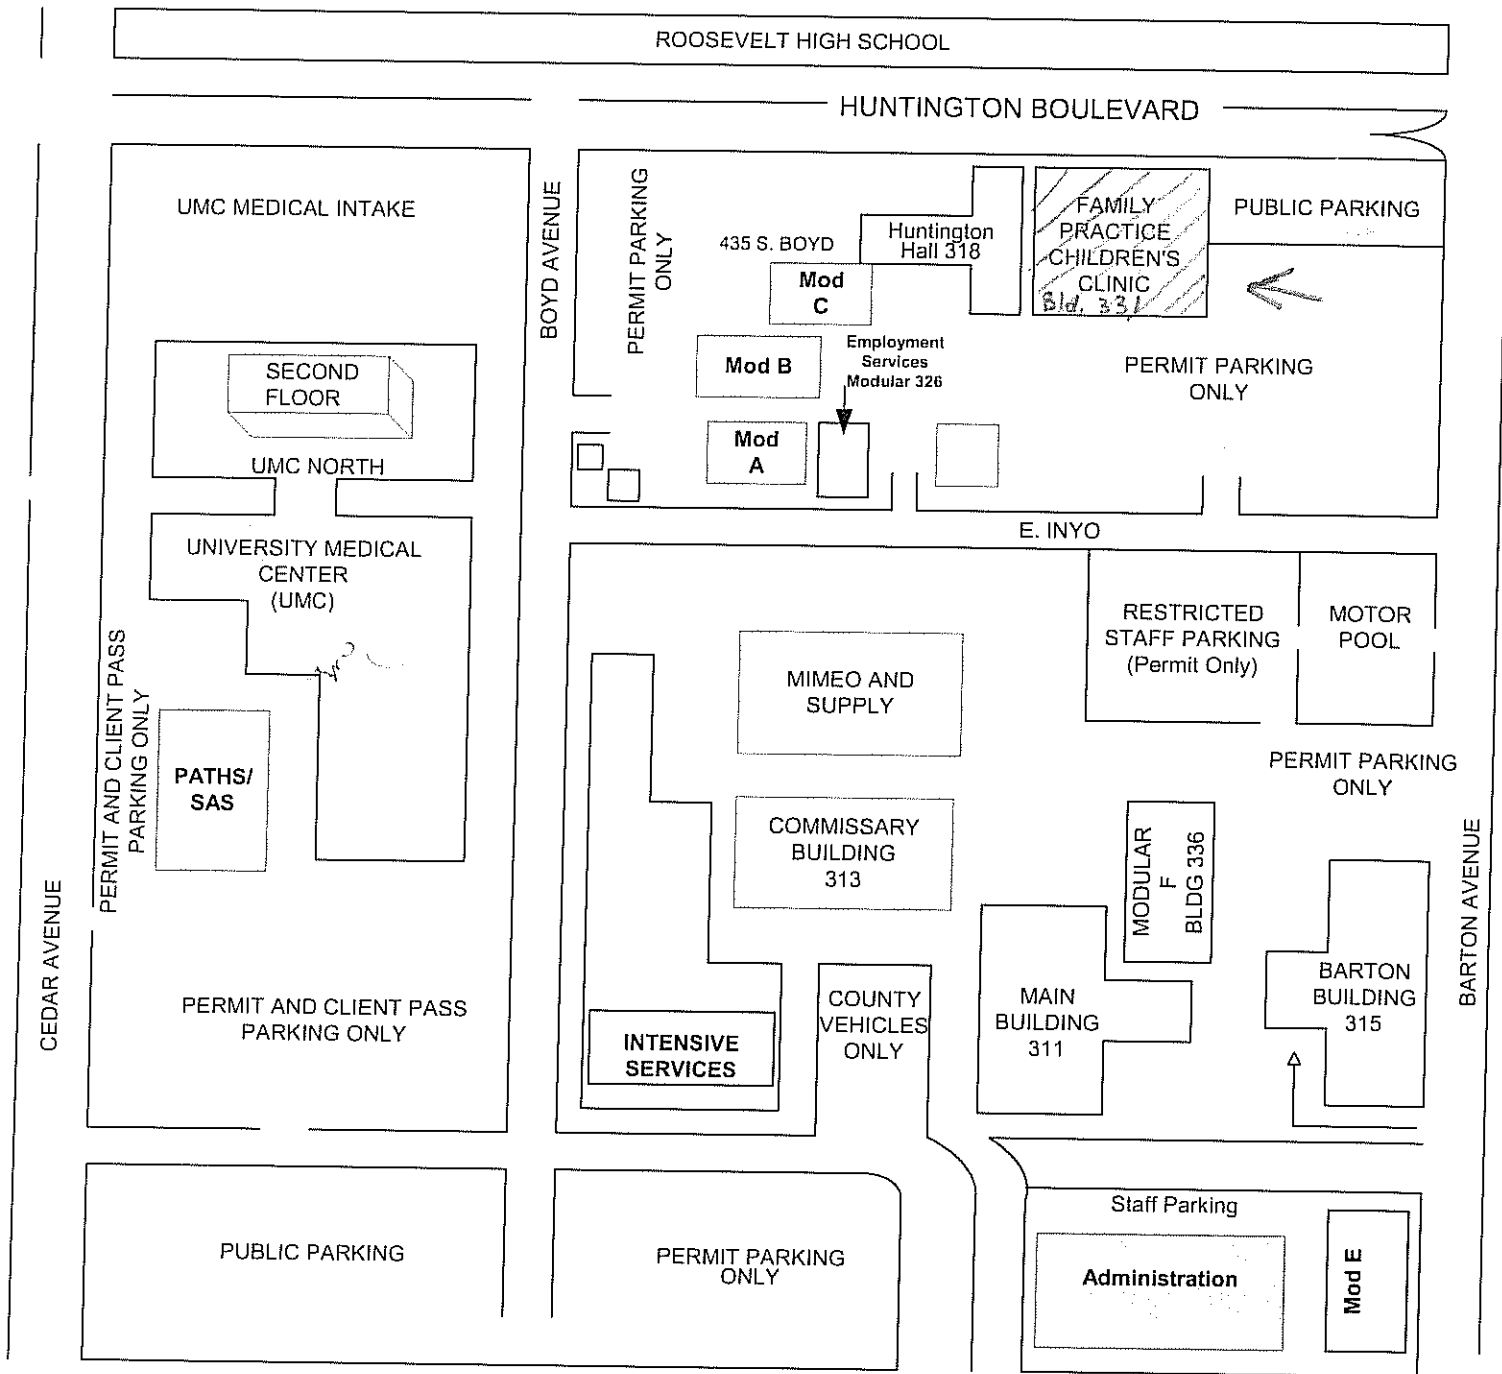 ROOSEVELT HIGH SCHOOL
HUNTINGTON BOULEVARD
UMC MEDICAL INTAKE
BOYD AVENUE
PERMIT PARKING
ONLY
435 S. BOYD
Huntington
Hall 318
FAMILY
PRACTICE
CHILDREN'S
CLINIC
Bld. 331
PUBLIC PARKING
Mod
C
Mod B
Employment
Services
Modular 326
PERMIT PARKING
ONLY
SECOND
FLOOR
UMC NORTH
Mod
A
E. INYO
UNIVERSITY MEDICAL
CENTER
(UMC)
RESTRICTED
STAFF PARKING
(Permit Only)
MOTOR
POOL
PERMIT AND CLIENT PASS
PARKING ONLY
MIMEO AND
SUPPLY
PATHS/
SAS
PERMIT PARKING
ONLY
COMMISSARY
BUILDING
313
MODULAR
F
BLDG 336
CEDAR AVENUE
BARTON AVENUE
PERMIT AND CLIENT PASS
PARKING ONLY
INTENSIVE
SERVICES
COUNTY
VEHICLES
ONLY
MAIN
BUILDING
311
BARTON
BUILDING
315
PUBLIC PARKING
PERMIT PARKING
ONLY
Staff Parking
Administration
Mod E